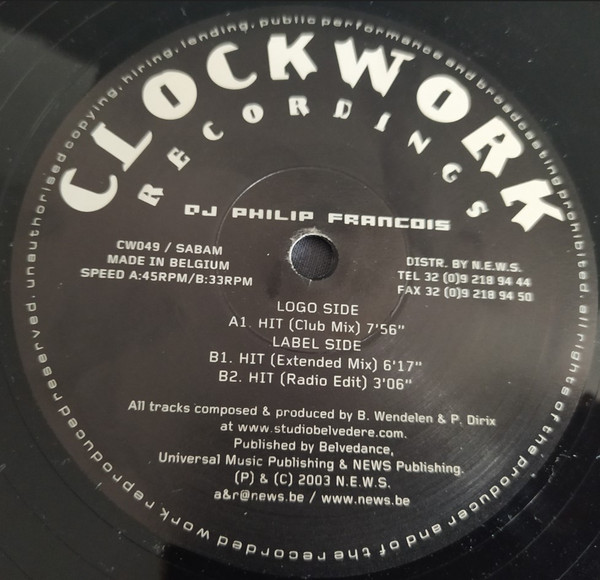 unauthorised copying, hiring, lending, public performance and broadcasting prohibited. all rights of the producer and of the recorded work reproduced reserved.
CLOCKWORK
RECORDINGS
DJ PHILIP FRANCOIS
CW049 / SABAM
MADE IN BELGIUM
SPEED A:45RPM/B:33RPM
DISTR. BY N.E.W.S.
TEL 32 (0)9 218 94 44
FAX 32 (0)9 218 94 50
LOGO SIDE
A1. HIT (Club Mix) 7'56"
LABEL SIDE
B1. HIT (Extended Mix) 6'17"
B2. HIT (Radio Edit) 3'06"
All tracks composed & produced by B. Wendelen & P. Dirix
at www.studiobelvedere.com.
Published by Belvedance,
Universal Music Publishing & NEWS Publishing.
(P) & (C) 2003 N.E.W.S.
a&r@news.be / www.news.be